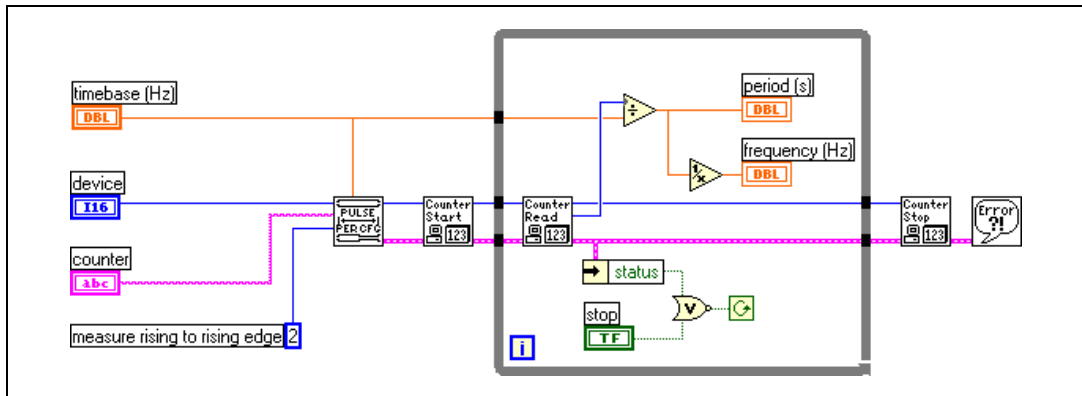 timebase (Hz)
DBL
device
I16
counter
abc
measure rising to rising edge 2
PULSE
PER CFG
Counter
Start
123
Counter
Read
123
÷
1/x
period (s)
DBL
frequency (Hz)
DBL
status
stop
TF
V
i
Counter
Stop
123
Error
?!